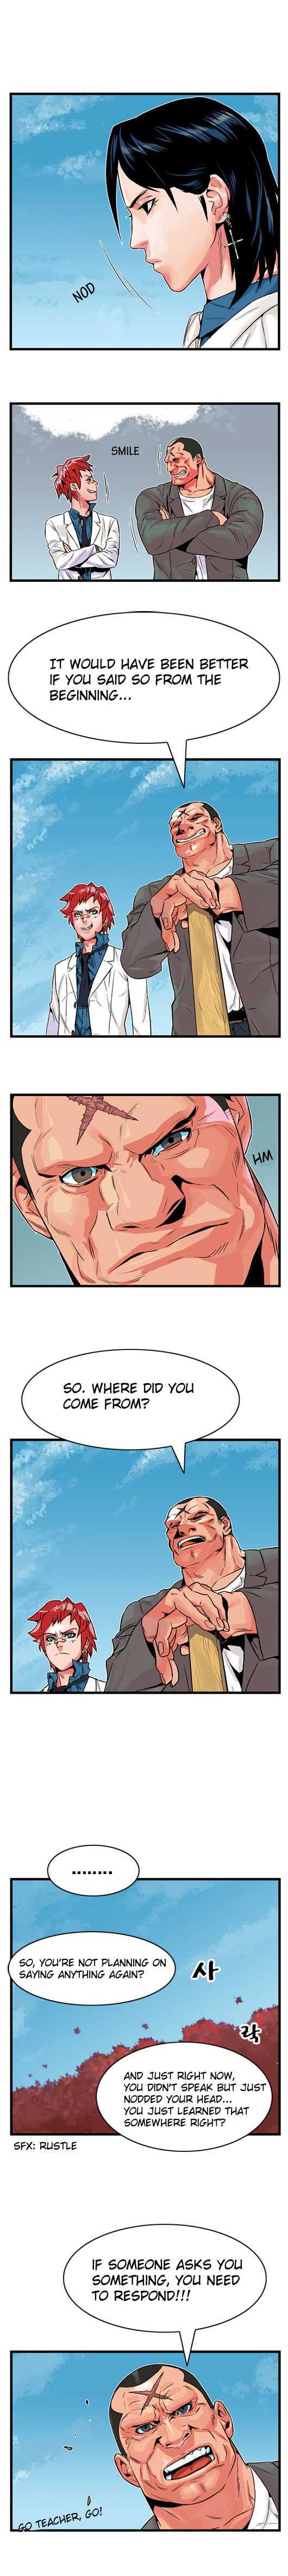 NOD
SMILE
IT WOULD HAVE BEEN BETTER
IF YOU SAID SO FROM THE
BEGINNING...
HM
SO. WHERE DID YOU
COME FROM?
........
SO, YOU'RE NOT PLANNING ON
SAYING ANYTHING AGAIN?
사
락
AND JUST RIGHT NOW,
YOU DIDN'T SPEAK BUT JUST
NODDED YOUR HEAD...
YOU JUST LEARNED THAT
SOMEWHERE RIGHT?
SFX: RUSTLE
IF SOMEONE ASKS YOU
SOMETHING, YOU NEED
TO RESPOND!!!
GO TEACHER, GO!